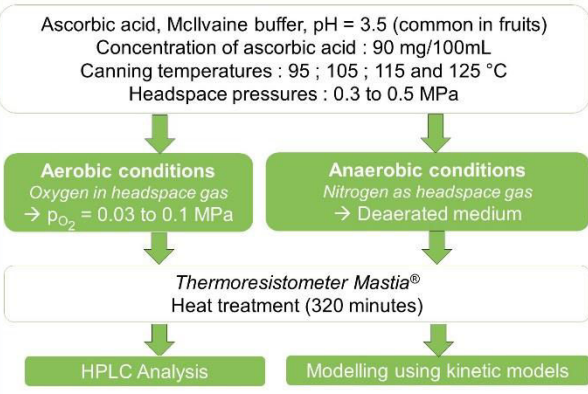 Ascorbic acid, McIlvaine buffer, pH = 3.5 (common in fruits)
Concentration of ascorbic acid : 90 mg/100mL
Canning temperatures : 95 ; 105 ; 115 and 125 °C
Headspace pressures : 0.3 to 0.5 MPa
Aerobic conditions
Oxygen in headspace gas
→ pO₂ = 0.03 to 0.1 MPa
Anaerobic conditions
Nitrogen as headspace gas
→ Deaerated medium
Thermoresistometer Mastia®
Heat treatment (320 minutes)
HPLC Analysis
Modelling using kinetic models